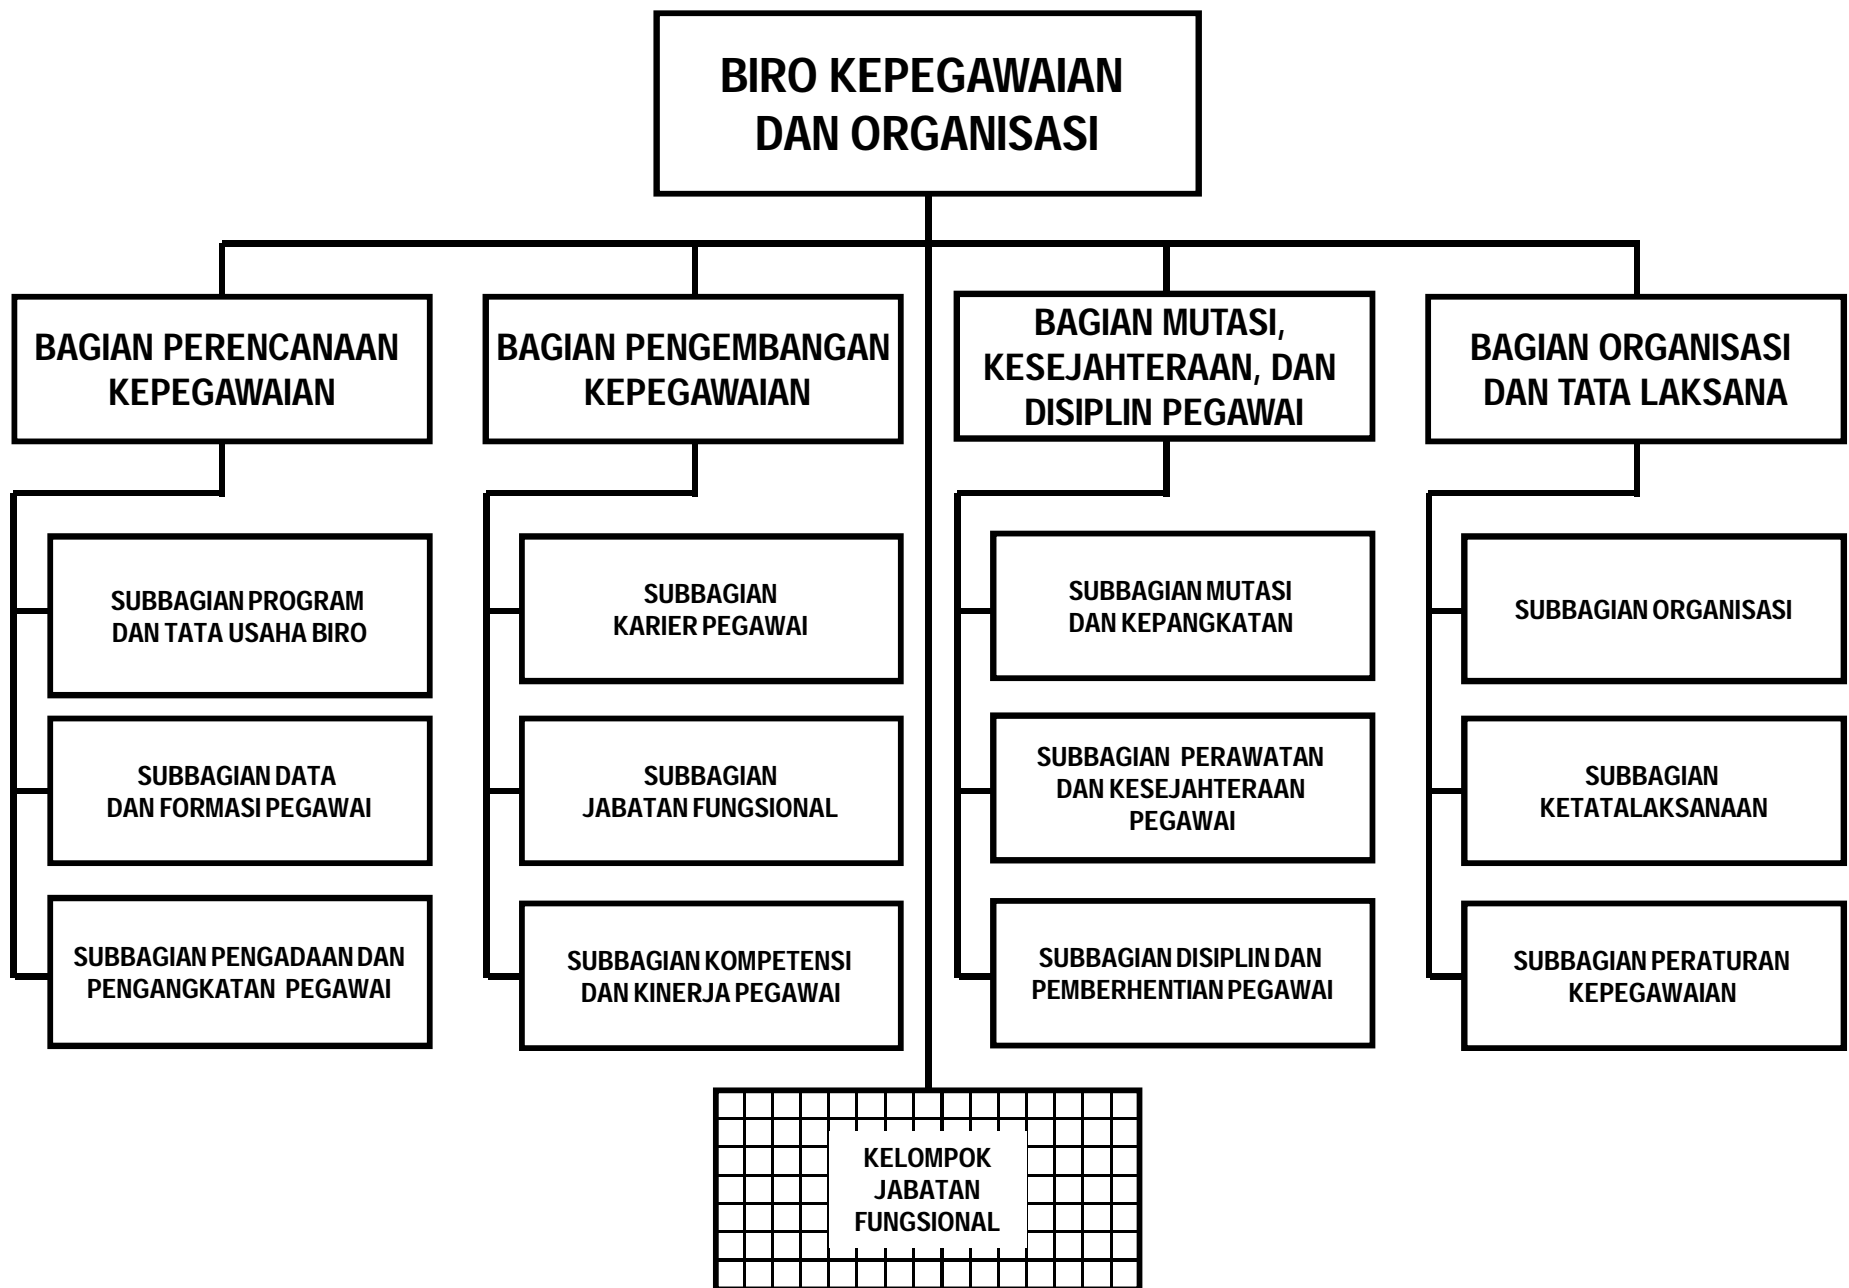 BIRO KEPEGAWAIAN
DAN ORGANISASI
BAGIAN PERENCANAAN
KEPEGAWAIAN
BAGIAN PENGEMBANGAN
KEPEGAWAIAN
BAGIAN MUTASI,
KESEJAHTERAAN, DAN
DISIPLIN PEGAWAI
BAGIAN ORGANISASI
DAN TATA LAKSANA
SUBBAGIAN PROGRAM
DAN TATA USAHA BIRO
SUBBAGIAN
KARIER PEGAWAI
SUBBAGIAN MUTASI
DAN KEPANGKATAN
SUBBAGIAN ORGANISASI
SUBBAGIAN DATA
DAN FORMASI PEGAWAI
SUBBAGIAN
JABATAN FUNGSIONAL
SUBBAGIAN PERAWATAN
DAN KESEJAHTERAAN
PEGAWAI
SUBBAGIAN
KETATALAKSANAAN
SUBBAGIAN PENGADAAN DAN
PENGANGKATAN PEGAWAI
SUBBAGIAN KOMPETENSI
DAN KINERJA PEGAWAI
SUBBAGIAN DISIPLIN DAN
PEMBERHENTIAN PEGAWAI
SUBBAGIAN PERATURAN
KEPEGAWAIAN
KELOMPOK
JABATAN
FUNGSIONAL